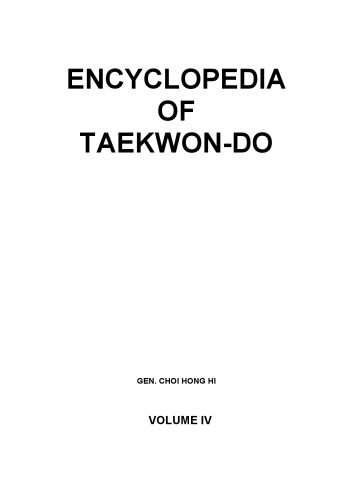 ENCYCLOPEDIA
OF
TAEKWON-DO
GEN. CHOI HONG HI
VOLUME IV